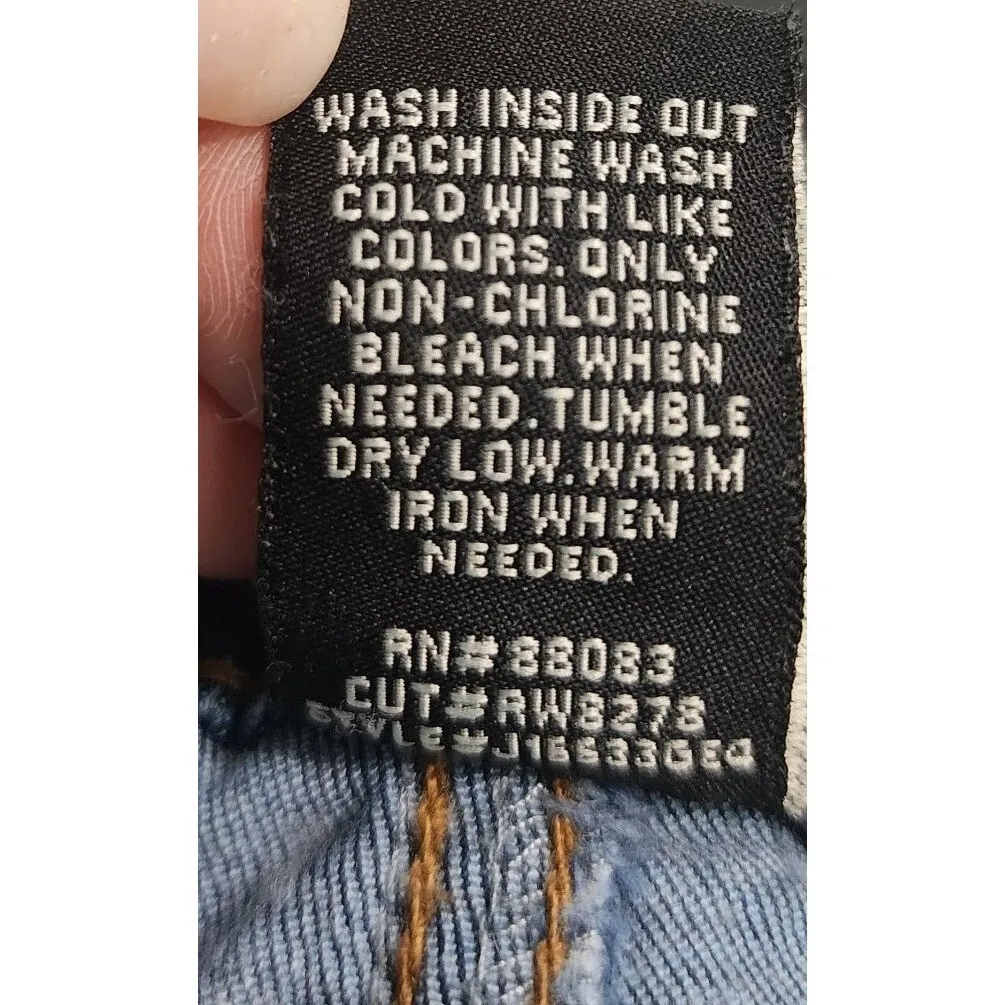 WASH INSIDE OUT
MACHINE WASH
COLD WITH LIKE
COLORS. ONLY
NON-CHLORINE
BLEACH WHEN
NEEDED. TUMBLE
DRY LOW. WARM
IRON WHEN
NEEDED.
RN# 88083
CUT#RW8278